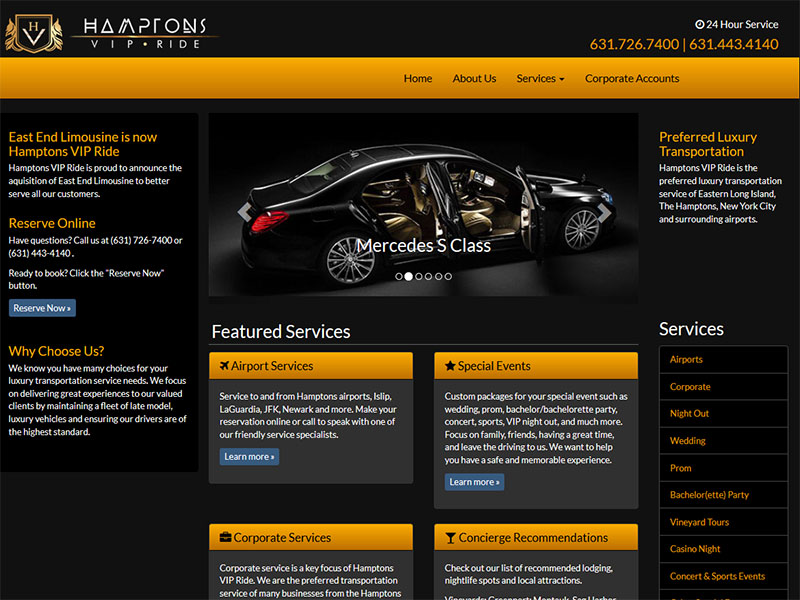 H
V
HAMPTONS
VIP • RIDE
24 Hour Service
631.726.7400 | 631.443.4140
Home
About Us
Services
Corporate Accounts
East End Limousine is now
Hamptons VIP Ride
Hamptons VIP Ride is proud to announce the
aquisition of East End Limousine to better
serve all our customers.
Reserve Online
Have questions? Call us at (631) 726-7400 or
(631) 443-4140 .
Ready to book? Click the "Reserve Now"
button.
Reserve Now »
Why Choose Us?
We know you have many choices for your
luxury transportation service needs. We focus
on delivering great experiences to our valued
clients by maintaining a fleet of late model,
luxury vehicles and ensuring our drivers are of
the highest standard.
Mercedes S Class
Featured Services
Airport Services
Service to and from Hamptons airports, Islip,
LaGuardia, JFK, Newark and more. Make your
reservation online or call to speak with one of
our friendly service specialists.
Learn more »
Special Events
Custom packages for your special event such as
wedding, prom, bachelor/bachelorette party,
concert, sports, VIP night out, and much more.
Focus on family, friends, having a great time,
and leave the driving to us. We want to help
you have a safe and memorable experience.
Learn more »
Corporate Services
Corporate service is a key focus of Hamptons
VIP Ride. We are the preferred transportation
service of many businesses from the Hamptons
Concierge Recommendations
Check out our list of recommended lodging,
nightlife spots and local attractions.
Vineyards: Greenport; Montauk, Sag Harbor
Preferred Luxury
Transportation
Hamptons VIP Ride is the
preferred luxury transportation
service of Eastern Long Island,
The Hamptons, New York City
and surrounding airports.
Services
Airports
Corporate
Night Out
Wedding
Prom
Bachelor(ette) Party
Vineyard Tours
Casino Night
Concert & Sports Events